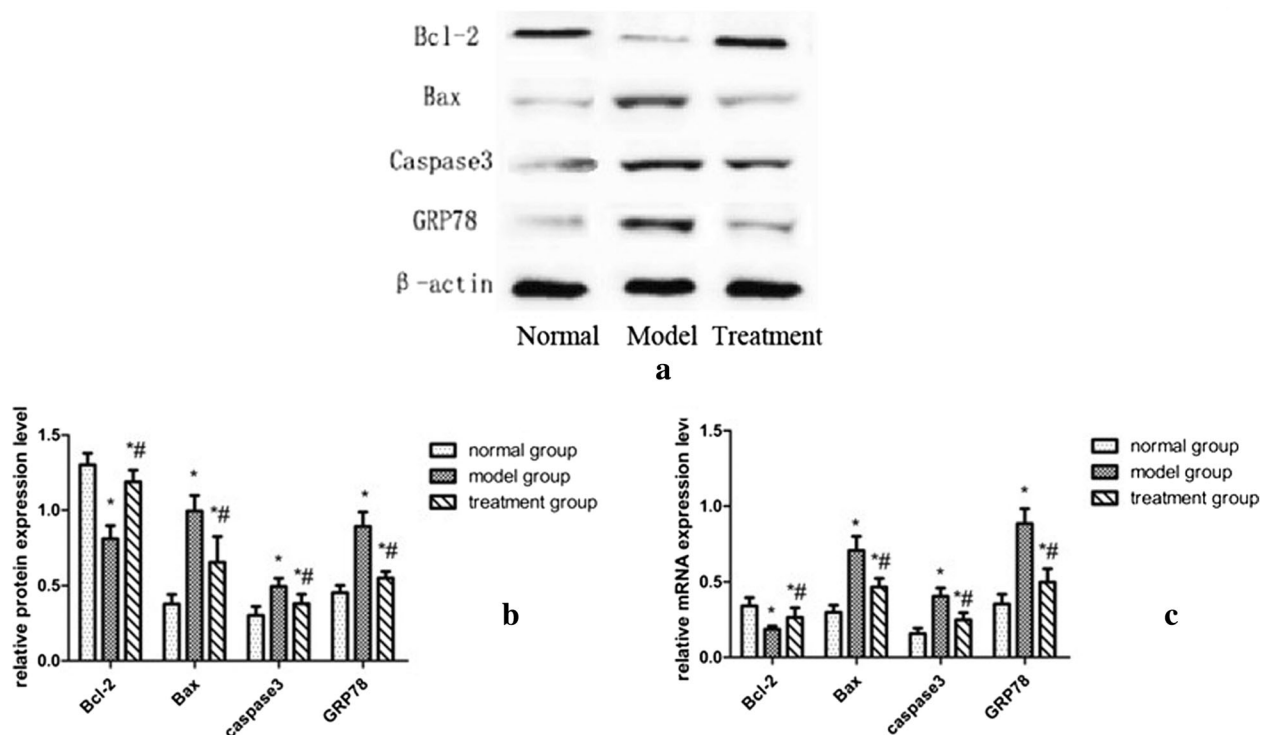 Bcl-2
Bax
Caspase3
GRP78
β-actin
Normal Model Treatment
a
relative protein expression level
1.5
1.0
0.5
0.0
*
*#
*
*#
*
*#
*
*#
Bcl-2
Bax
caspase3
GRP78
normal group
model group
treatment group
b
relative mRNA expression level
1.5
1.0
0.5
0.0
*
*#
*
*#
*
*#
*
*#
Bcl-2
Bax
caspase3
GRP78
normal group
model group
treatment group
c